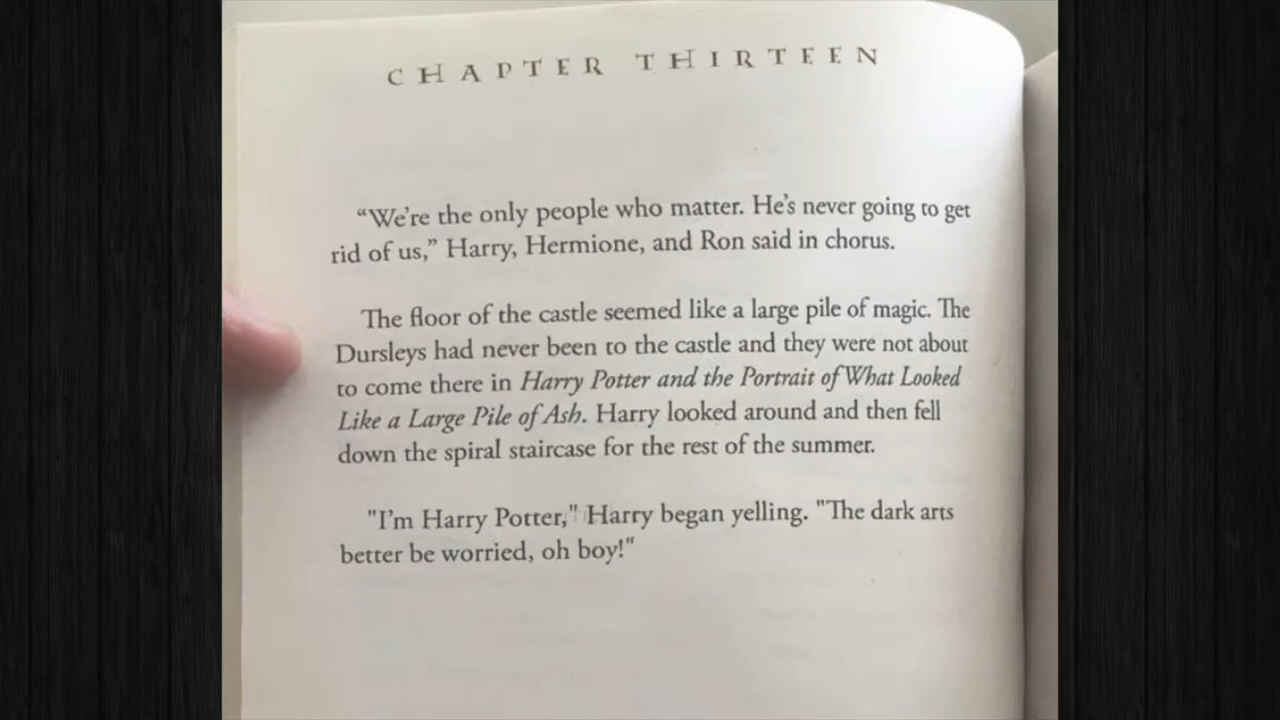 CHAPTER THIRTEEN
“We’re the only people who matter. He’s never going to get
rid of us,” Harry, Hermione, and Ron said in chorus.
The floor of the castle seemed like a large pile of magic. The
Dursleys had never been to the castle and they were not about
to come there in Harry Potter and the Portrait of What Looked
Like a Large Pile of Ash. Harry looked around and then fell
down the spiral staircase for the rest of the summer.
"I’m Harry Potter," Harry began yelling. "The dark arts
better be worried, oh boy!"